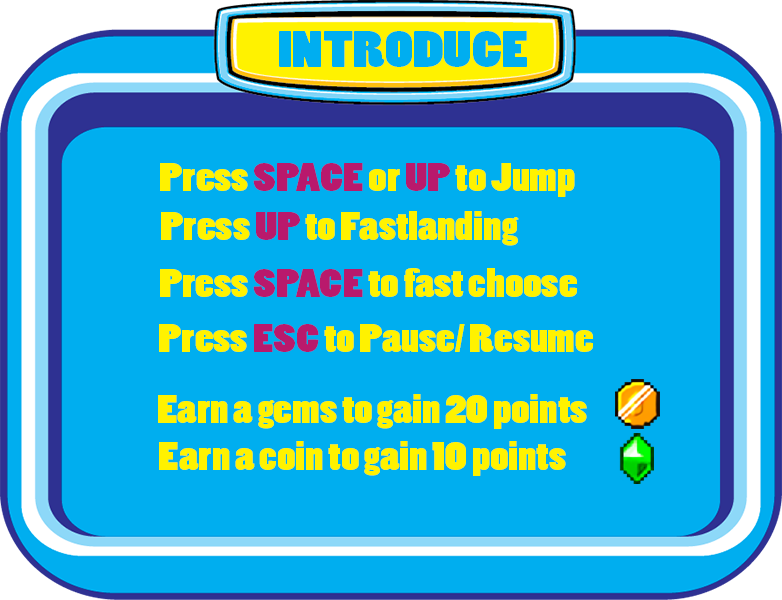 INTRODUCE
Press SPACE or UP to Jump
Press UP to Fastlanding
Press SPACE to fast choose
Press ESC to Pause/ Resume
Earn a gems to gain 20 points
Earn a coin to gain 10 points